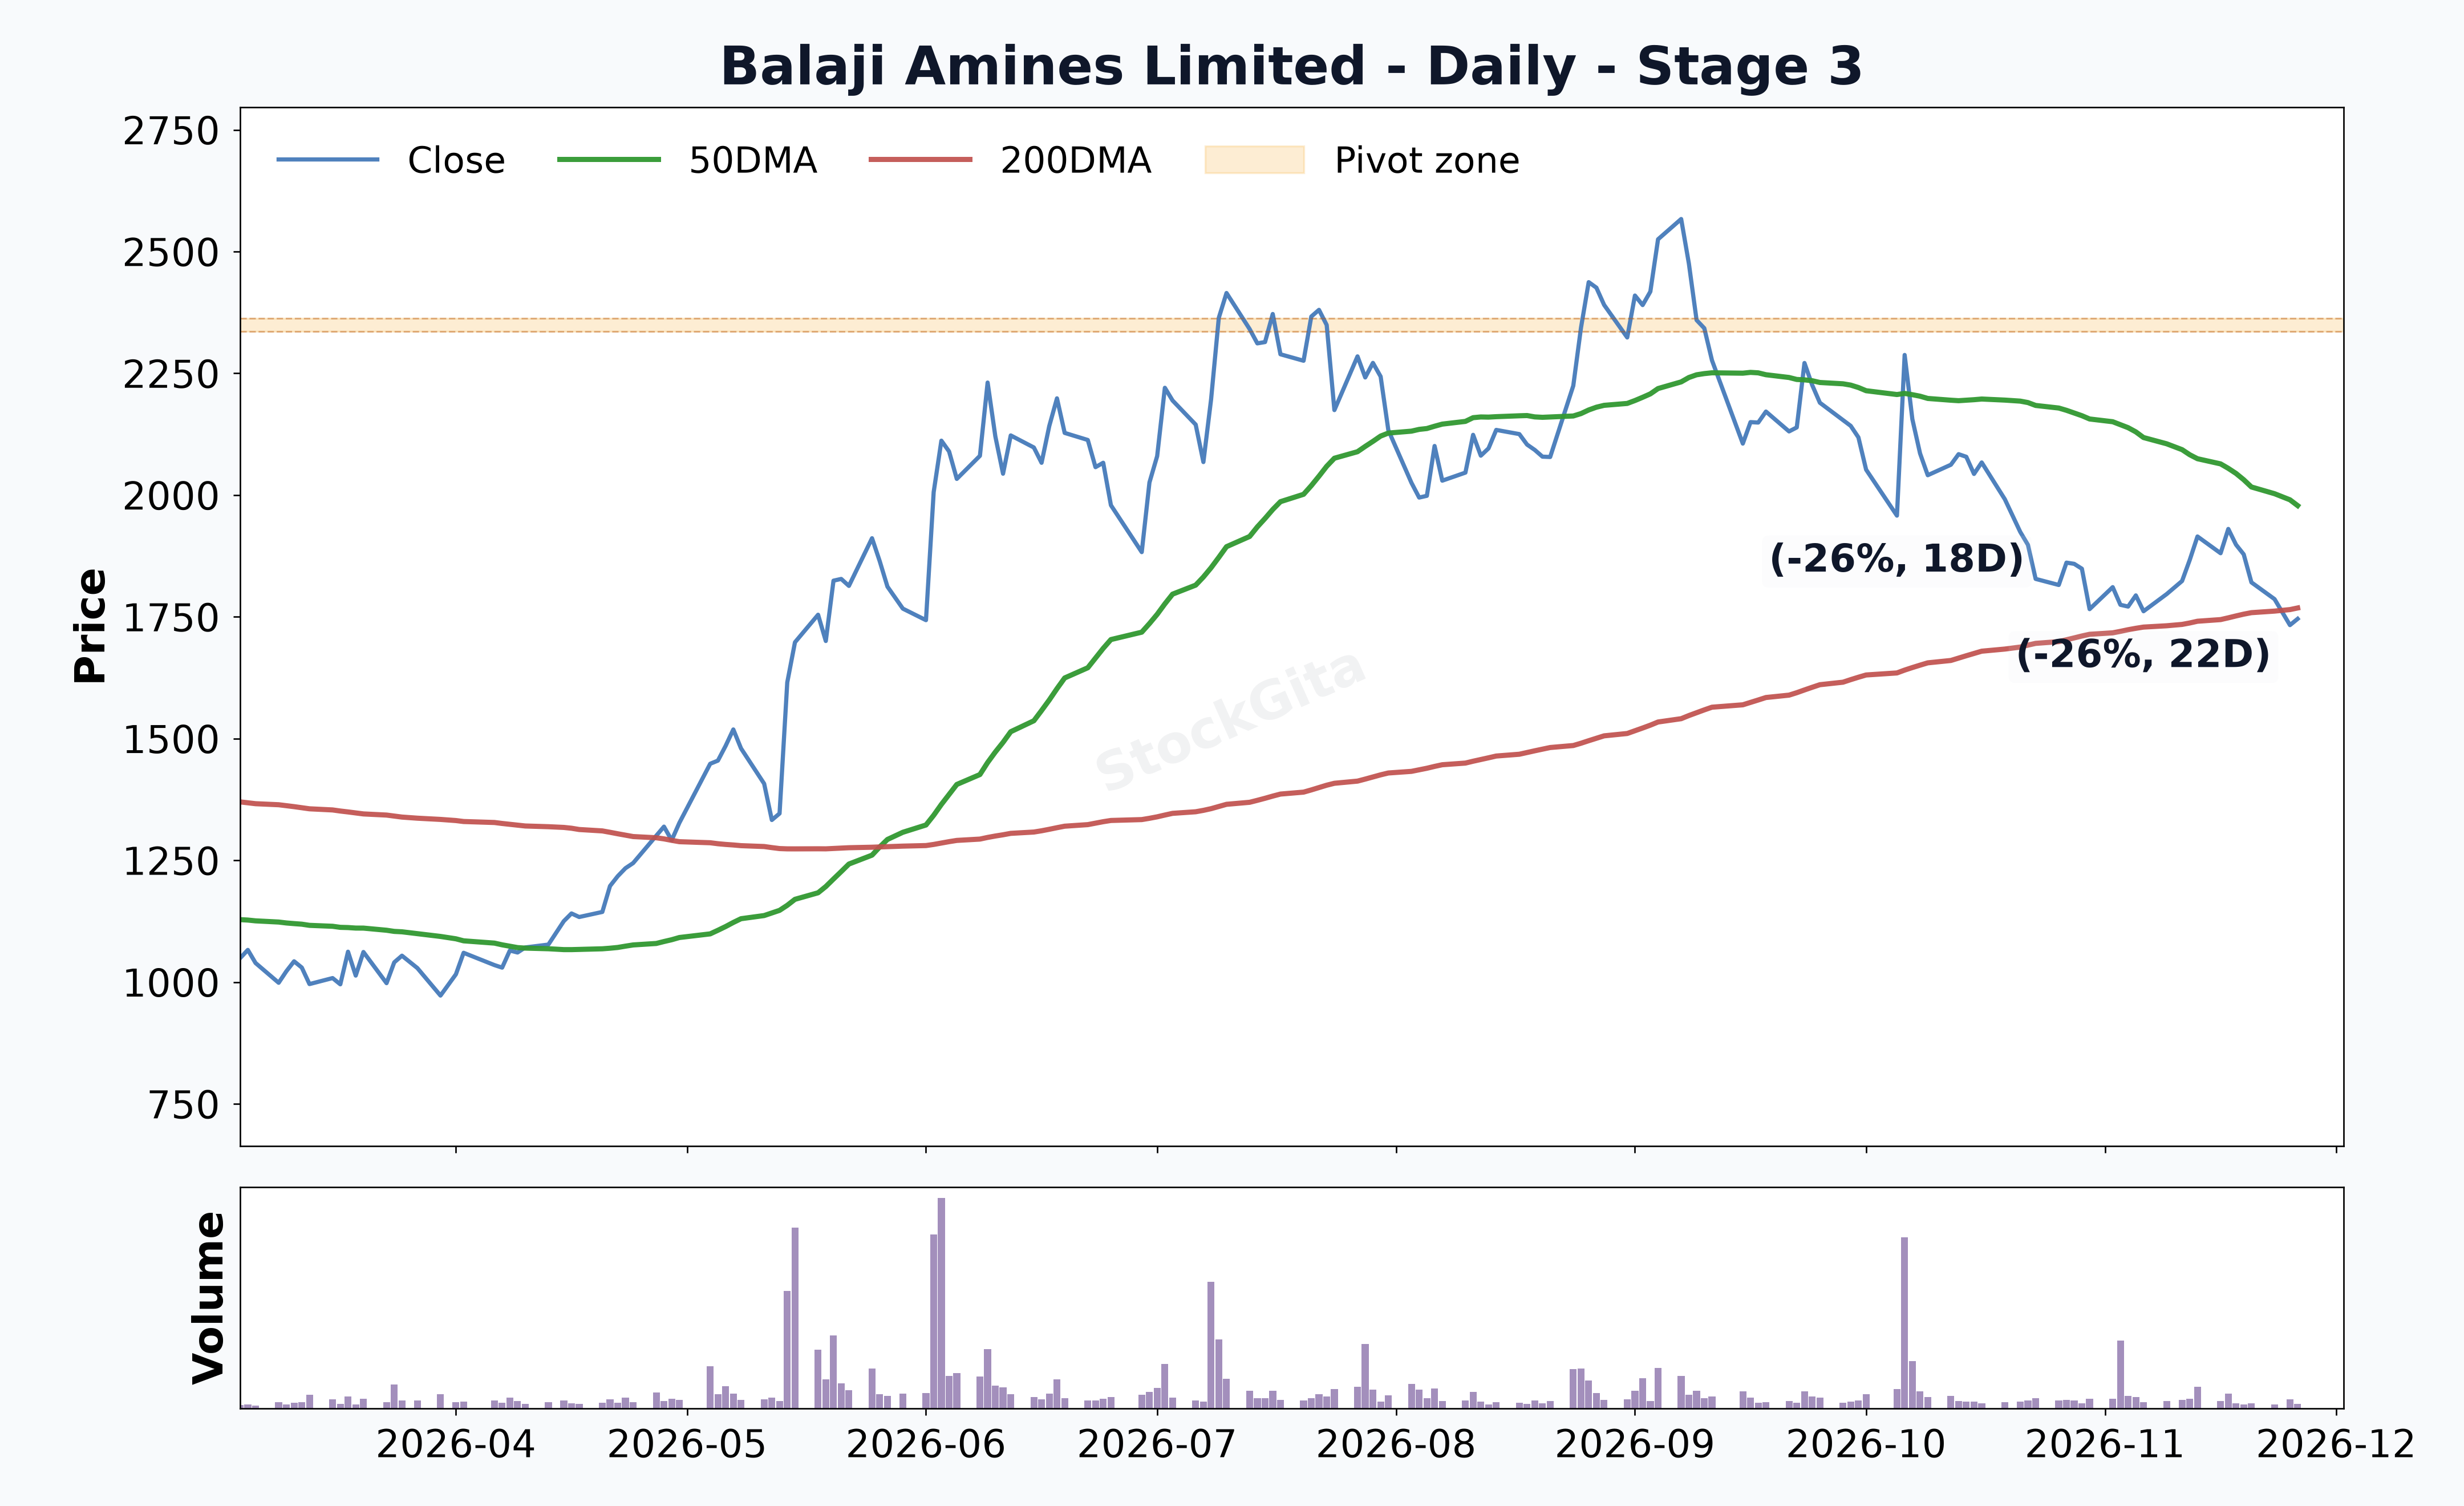 Balaji Amines Limited - Daily - Stage 3
Close 50DMA 200DMA Pivot zone
2750
2500
2250
2000
1750
1500
1250
1000
750
Price
(-26%, 18D)
(-26%, 22D)
StockGita
Volume
2026-04 2026-05 2026-06 2026-07 2026-08 2026-09 2026-10 2026-11 2026-12